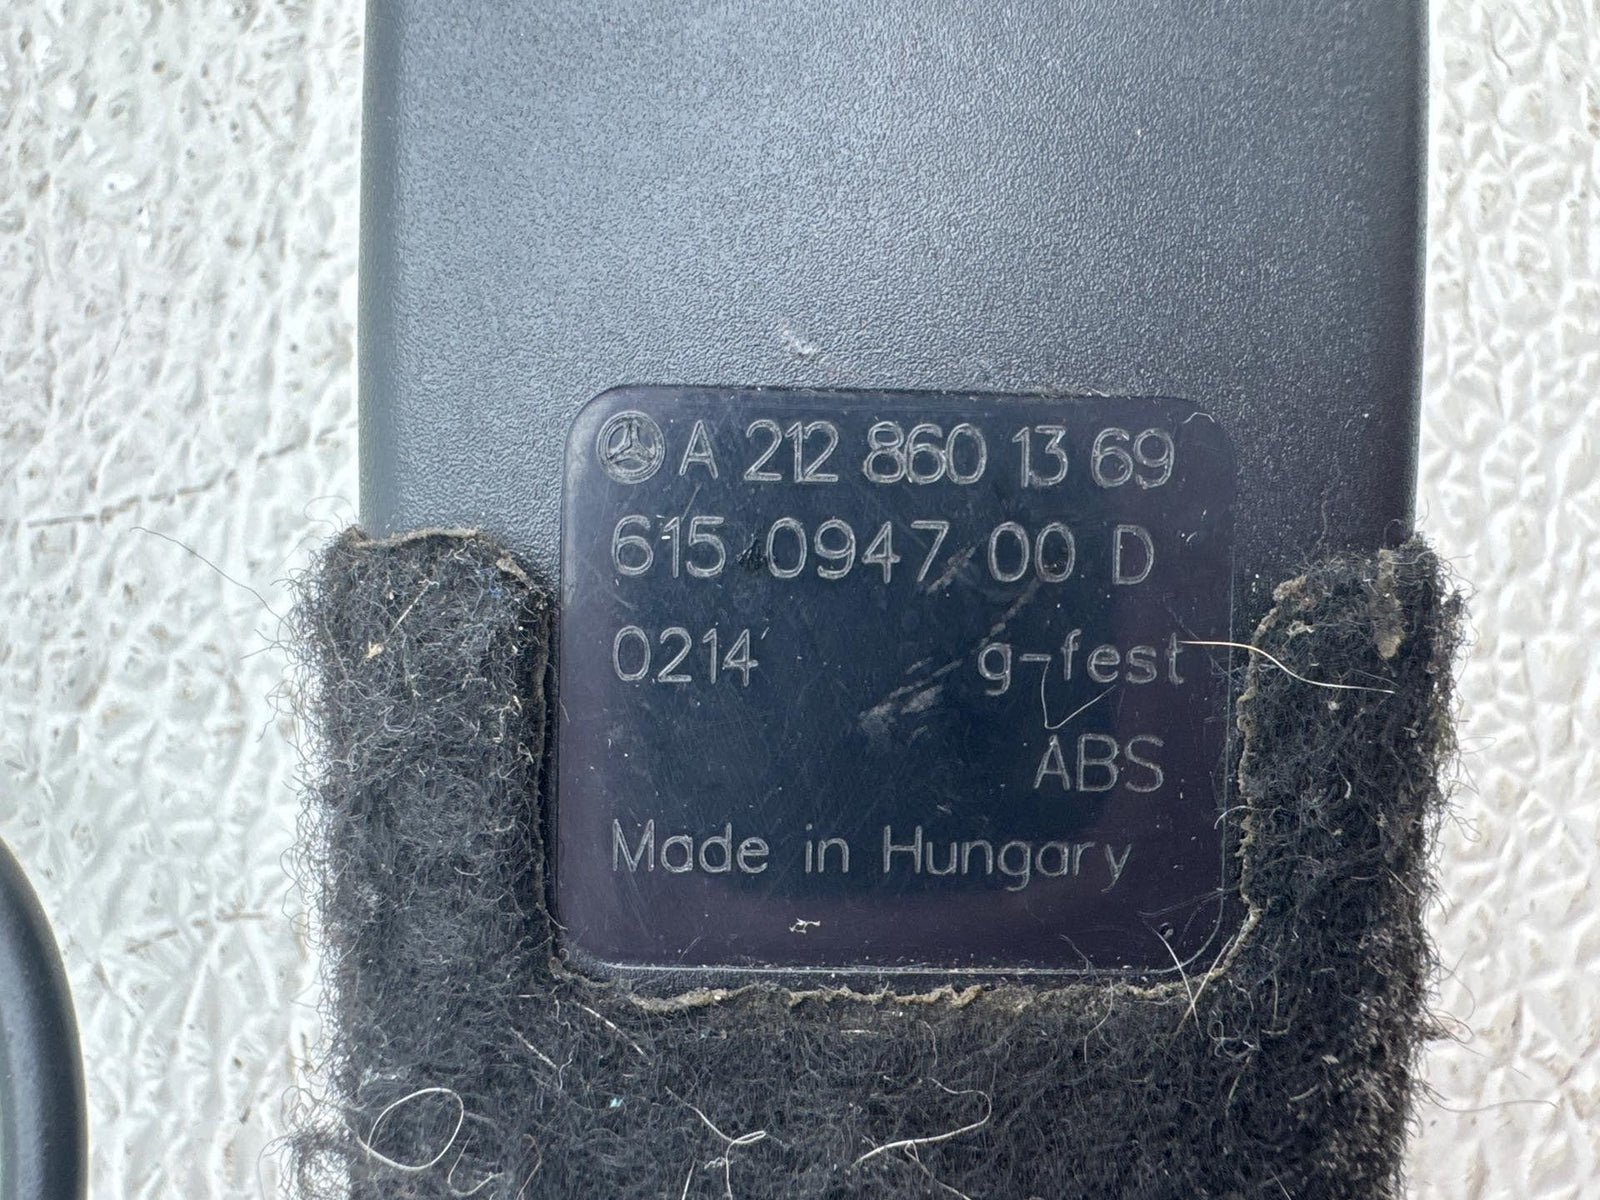 A 212 860 13 69
615 0947 00 D
0214 g-fest
ABS
Made in Hungary